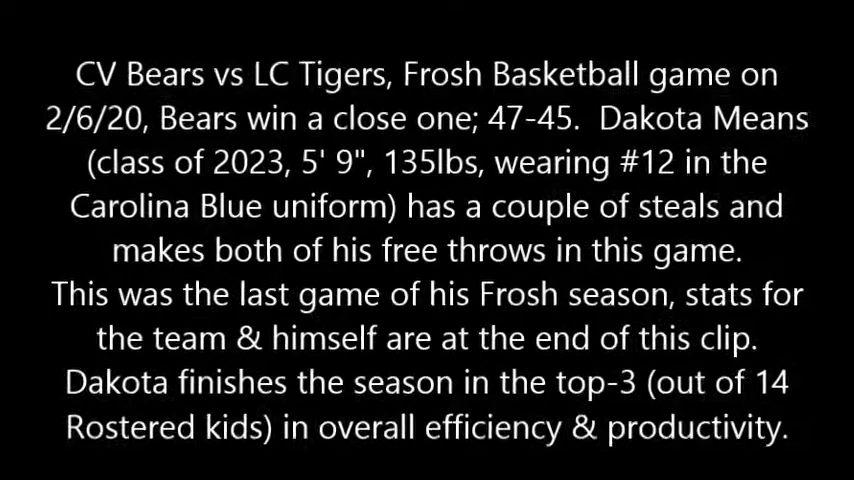 CV Bears vs LC Tigers, Frosh Basketball game on
2/6/20, Bears win a close one; 47-45.  Dakota Means
(class of 2023, 5' 9", 135lbs, wearing #12 in the
Carolina Blue uniform) has a couple of steals and
makes both of his free throws in this game.
This was the last game of his Frosh season, stats for
the team & himself are at the end of this clip.
Dakota finishes the season in the top-3 (out of 14
Rostered kids) in overall efficiency & productivity.